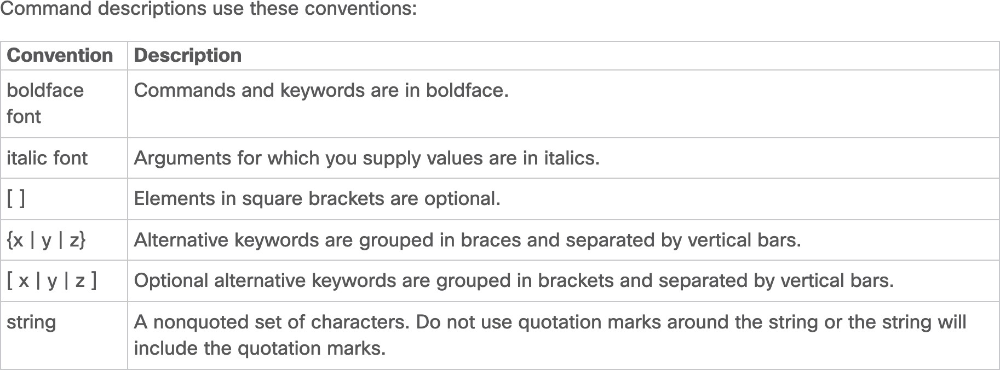 Command descriptions use these conventions:
Convention Description
boldface Commands and keywords are in boldface.
font
italic font Arguments for which you supply values are in italics.
[ ] Elements in square brackets are optional.
{x | y | z} Alternative keywords are grouped in braces and separated by vertical bars.
[ x | y | z ] Optional alternative keywords are grouped in brackets and separated by vertical bars.
string A nonquoted set of characters. Do not use quotation marks around the string or the string will
include the quotation marks.